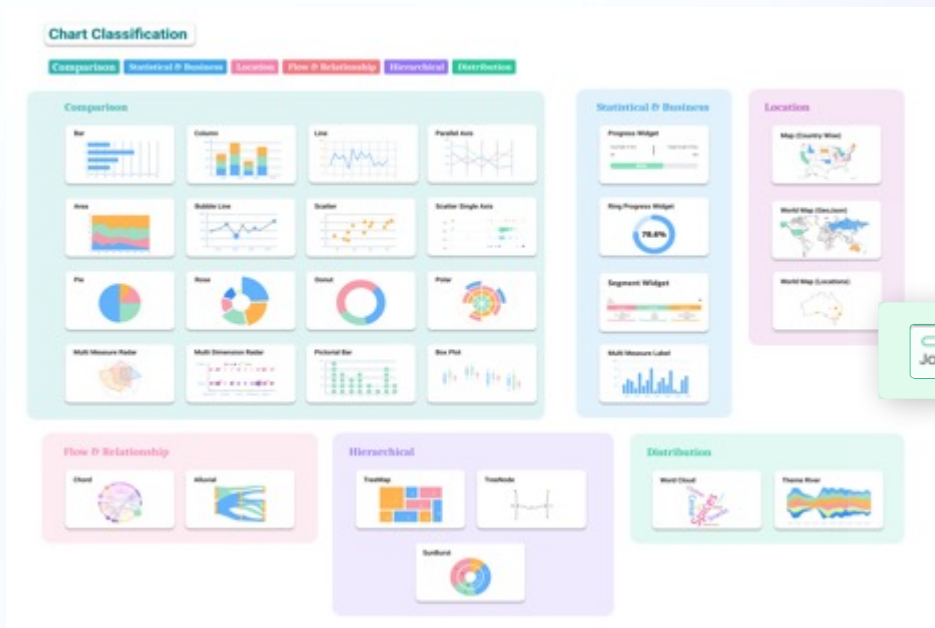 Chart Classification
Comparison Statistical & Business Location Flow & Relationship Hierarchical Distribution
Comparison
Bar Column Line Parallel Axis
Area Bubble Line Scatter Scatter Single Axis
Pie Rose Donut Polar
Multi Measure Radar Multi Dimension Radar Pictorial Bar Box Plot
Statistical & Business
Progress Widget
Ring Progress Widget
78.6%
Segment Widget
Multi Measure Label
Location
Map (Country Wise)
World Map (GeoJson)
World Map (Locations)
Flow & Relationship
Chord Alluvial
Hierarchical
TreeMap TreeNode
SunBurst
Distribution
Word Cloud Theme River
Spices
Jo